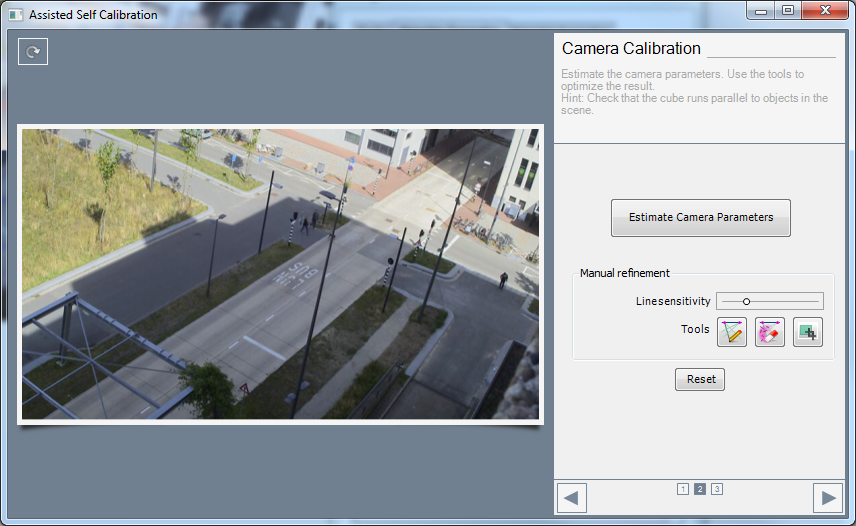 Assisted Self Calibration
Camera Calibration
Estimate the camera parameters. Use the tools to
optimize the result.
Hint: Check that the cube runs parallel to objects in the
scene.
Estimate Camera Parameters
Manual refinement
Linesensitivity
Tools
Reset
1 2 3